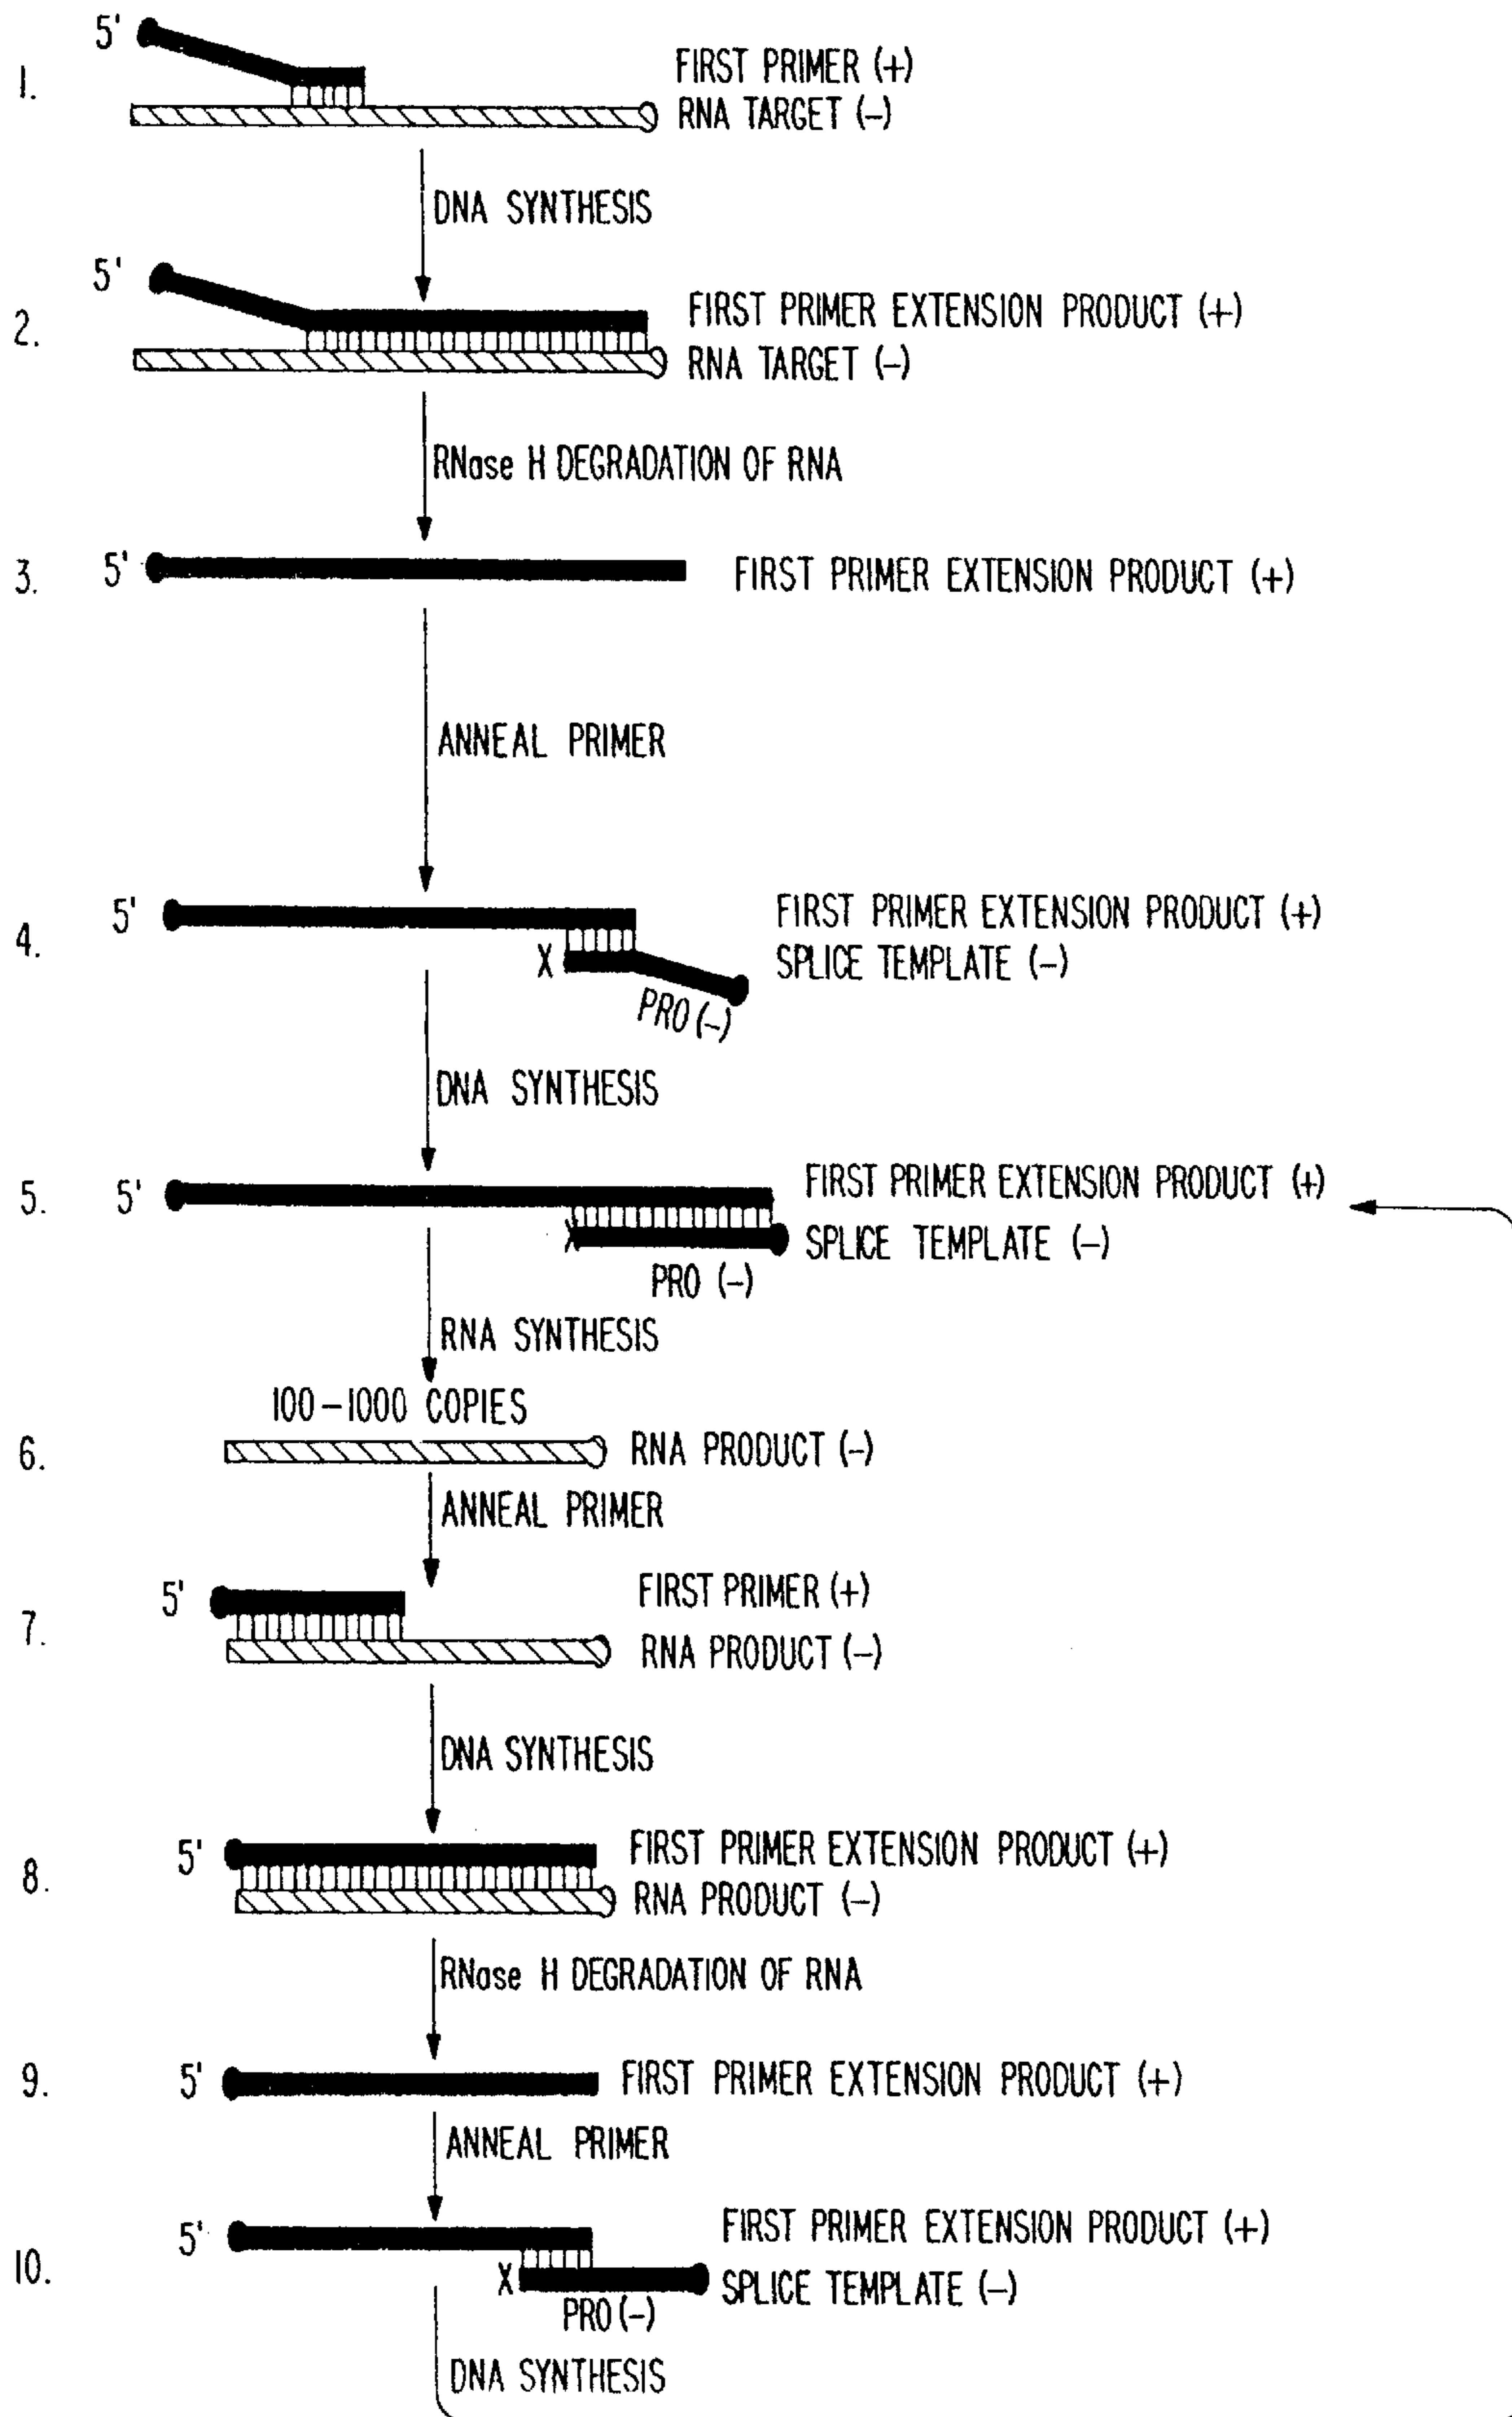 5'
1.
FIRST PRIMER (+)
RNA TARGET (-)
DNA SYNTHESIS
5'
2.
FIRST PRIMER EXTENSION PRODUCT (+)
RNA TARGET (-)
RNase H DEGRADATION OF RNA
3.
5'
FIRST PRIMER EXTENSION PRODUCT (+)
ANNEAL PRIMER
4.
5'
FIRST PRIMER EXTENSION PRODUCT (+)
X
SPLICE TEMPLATE (-)
PRO (-)
DNA SYNTHESIS
5.
5'
FIRST PRIMER EXTENSION PRODUCT (+)
X
SPLICE TEMPLATE (-)
PRO (-)
RNA SYNTHESIS
100-1000 COPIES
6.
RNA PRODUCT (-)
ANNEAL PRIMER
7.
5'
FIRST PRIMER (+)
RNA PRODUCT (-)
DNA SYNTHESIS
8.
5'
FIRST PRIMER EXTENSION PRODUCT (+)
RNA PRODUCT (-)
RNase H DEGRADATION OF RNA
9.
5'
FIRST PRIMER EXTENSION PRODUCT (+)
ANNEAL PRIMER
10.
5'
FIRST PRIMER EXTENSION PRODUCT (+)
X
SPLICE TEMPLATE (-)
PRO (-)
DNA SYNTHESIS